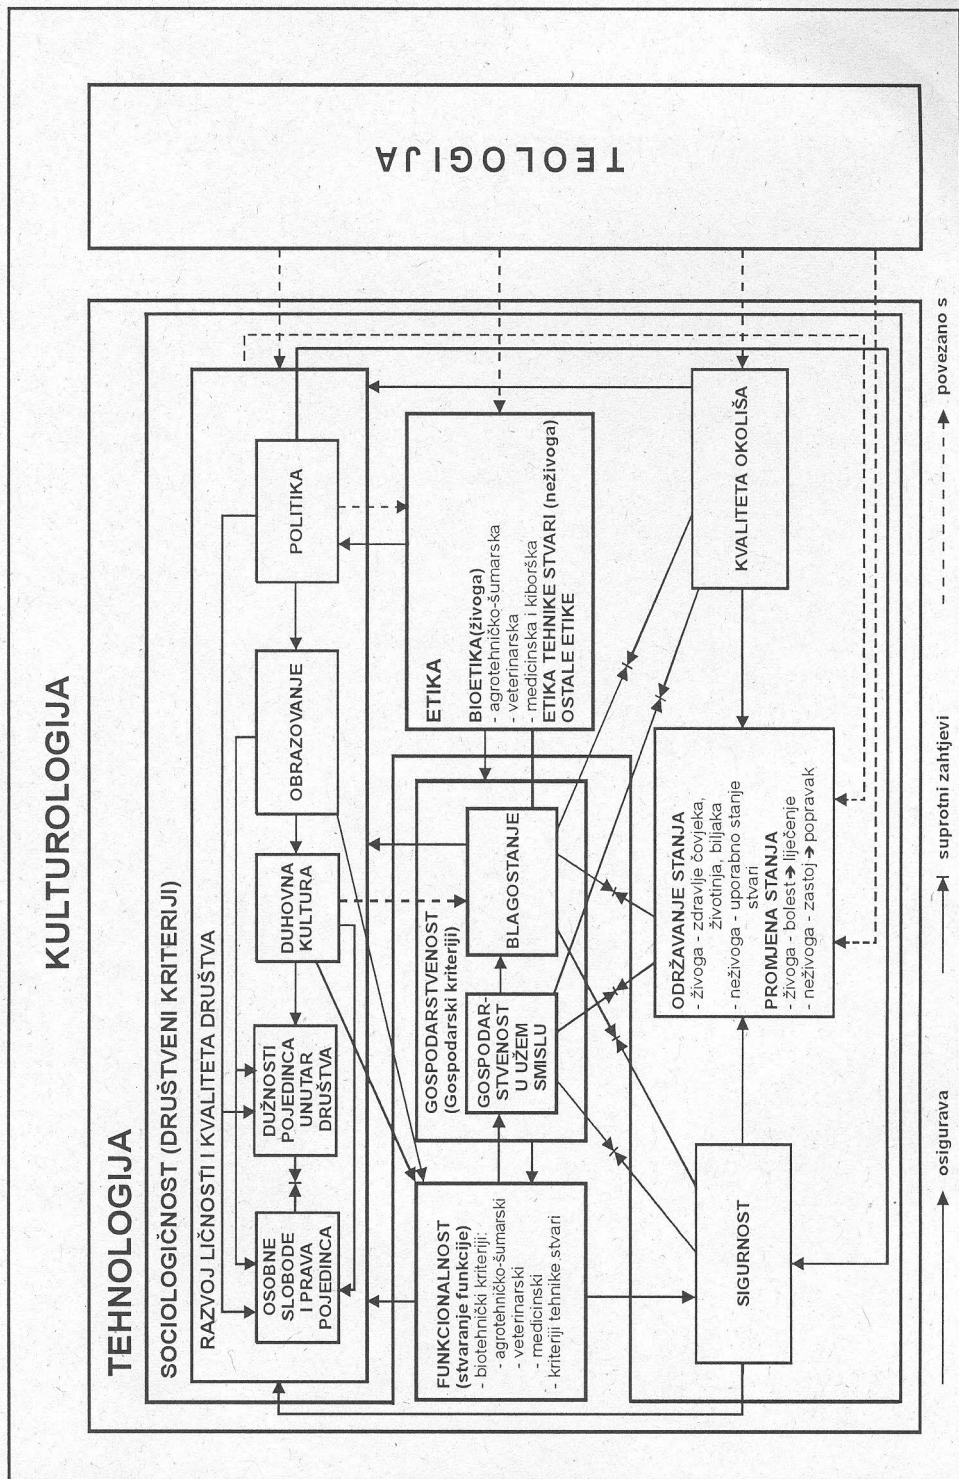 KULTUROLOGIJA
TEHNOLOGIJA
SOCIOLOGIČNOST (DRUŠTVENI KRITERIJI)
RAZVOJ LIČNOSTI I KVALITETA DRUŠTVA
OSOBNE
SLOBODE
I PRAVA
POJEDINCA
DUŽNOSTI
POJEDINCA
UNUTAR
DRUŠTVA
DUHOVNA
KULTURA
OBRAZOVANJE
POLITIKA
FUNKCIONALNOST
(stvaranje funkcije)
- biotehnički kriteriji:
- agrotehničko-šumarski
- veterinarski
- medicinski
- kriteriji tehnike stvari
GOSPODARSTVENOST
(Gospodarski kriteriji)
GOSPODAR-
STVENOST
U UŽEM
SMISLU
BLAGOSTANJE
ETIKA
BIOETIKA(živoga)
- agrotehničko-šumarska
- veterinarska
- medicinska i kiborška
ETIKA TEHNIKE STVARI (neživoga)
OSTALE ETIKE
SIGURNOST
ODRŽAVANJE STANJA
- živoga - zdravlje čovjeka,
životinja, biljaka
- neživoga - uporabno stanje
stvari
PROMJENA STANJA
- živoga - bolest ➔ liječenje
- neživoga - zastoj ➔ popravak
KVALITETA OKOLIŠA
TEOLOGIJA
osigurava
suprotni zahtjevi
povezano s